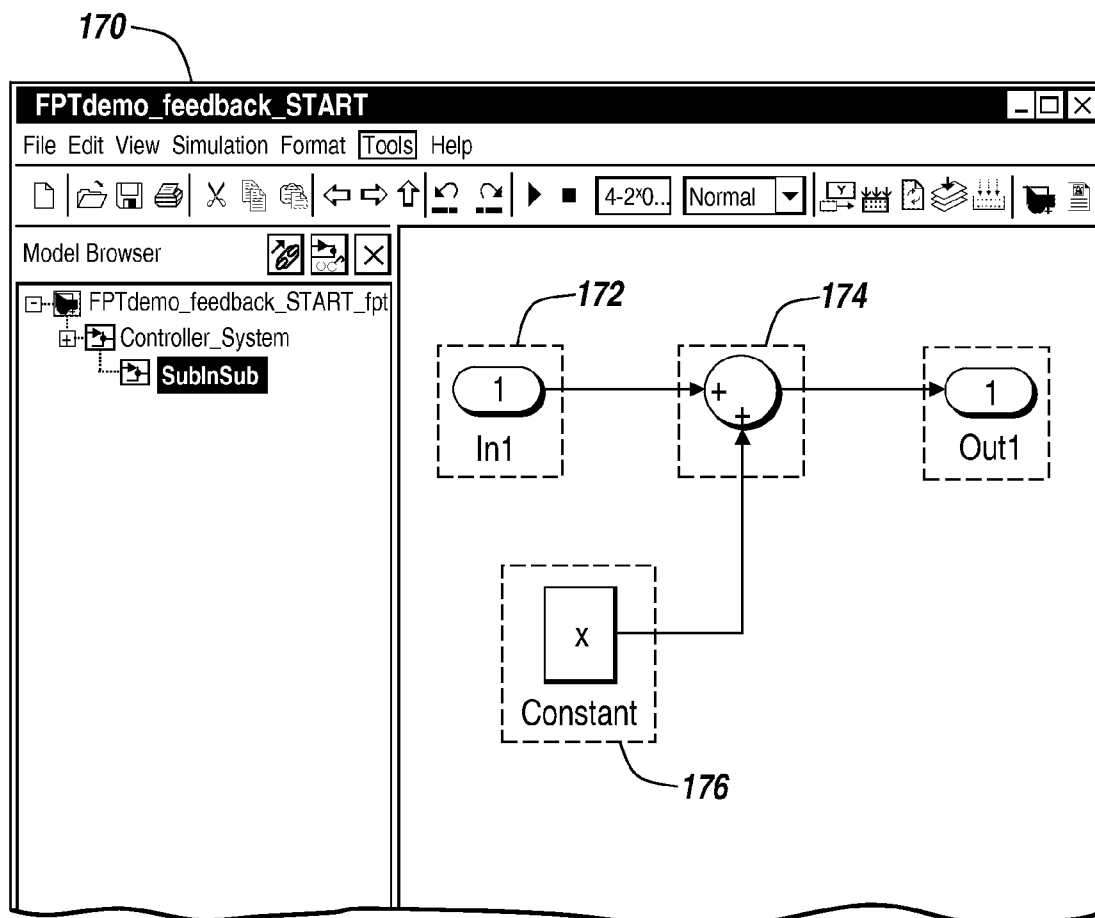 170
FPTdemo_feedback_START
File Edit View Simulation Format Tools Help
4-2x0... Normal
Model Browser
FPTdemo_feedback_START_fpt
Controller_System
SubInSub
172
174
1
In1
+
+
1
Out1
x
Constant
176